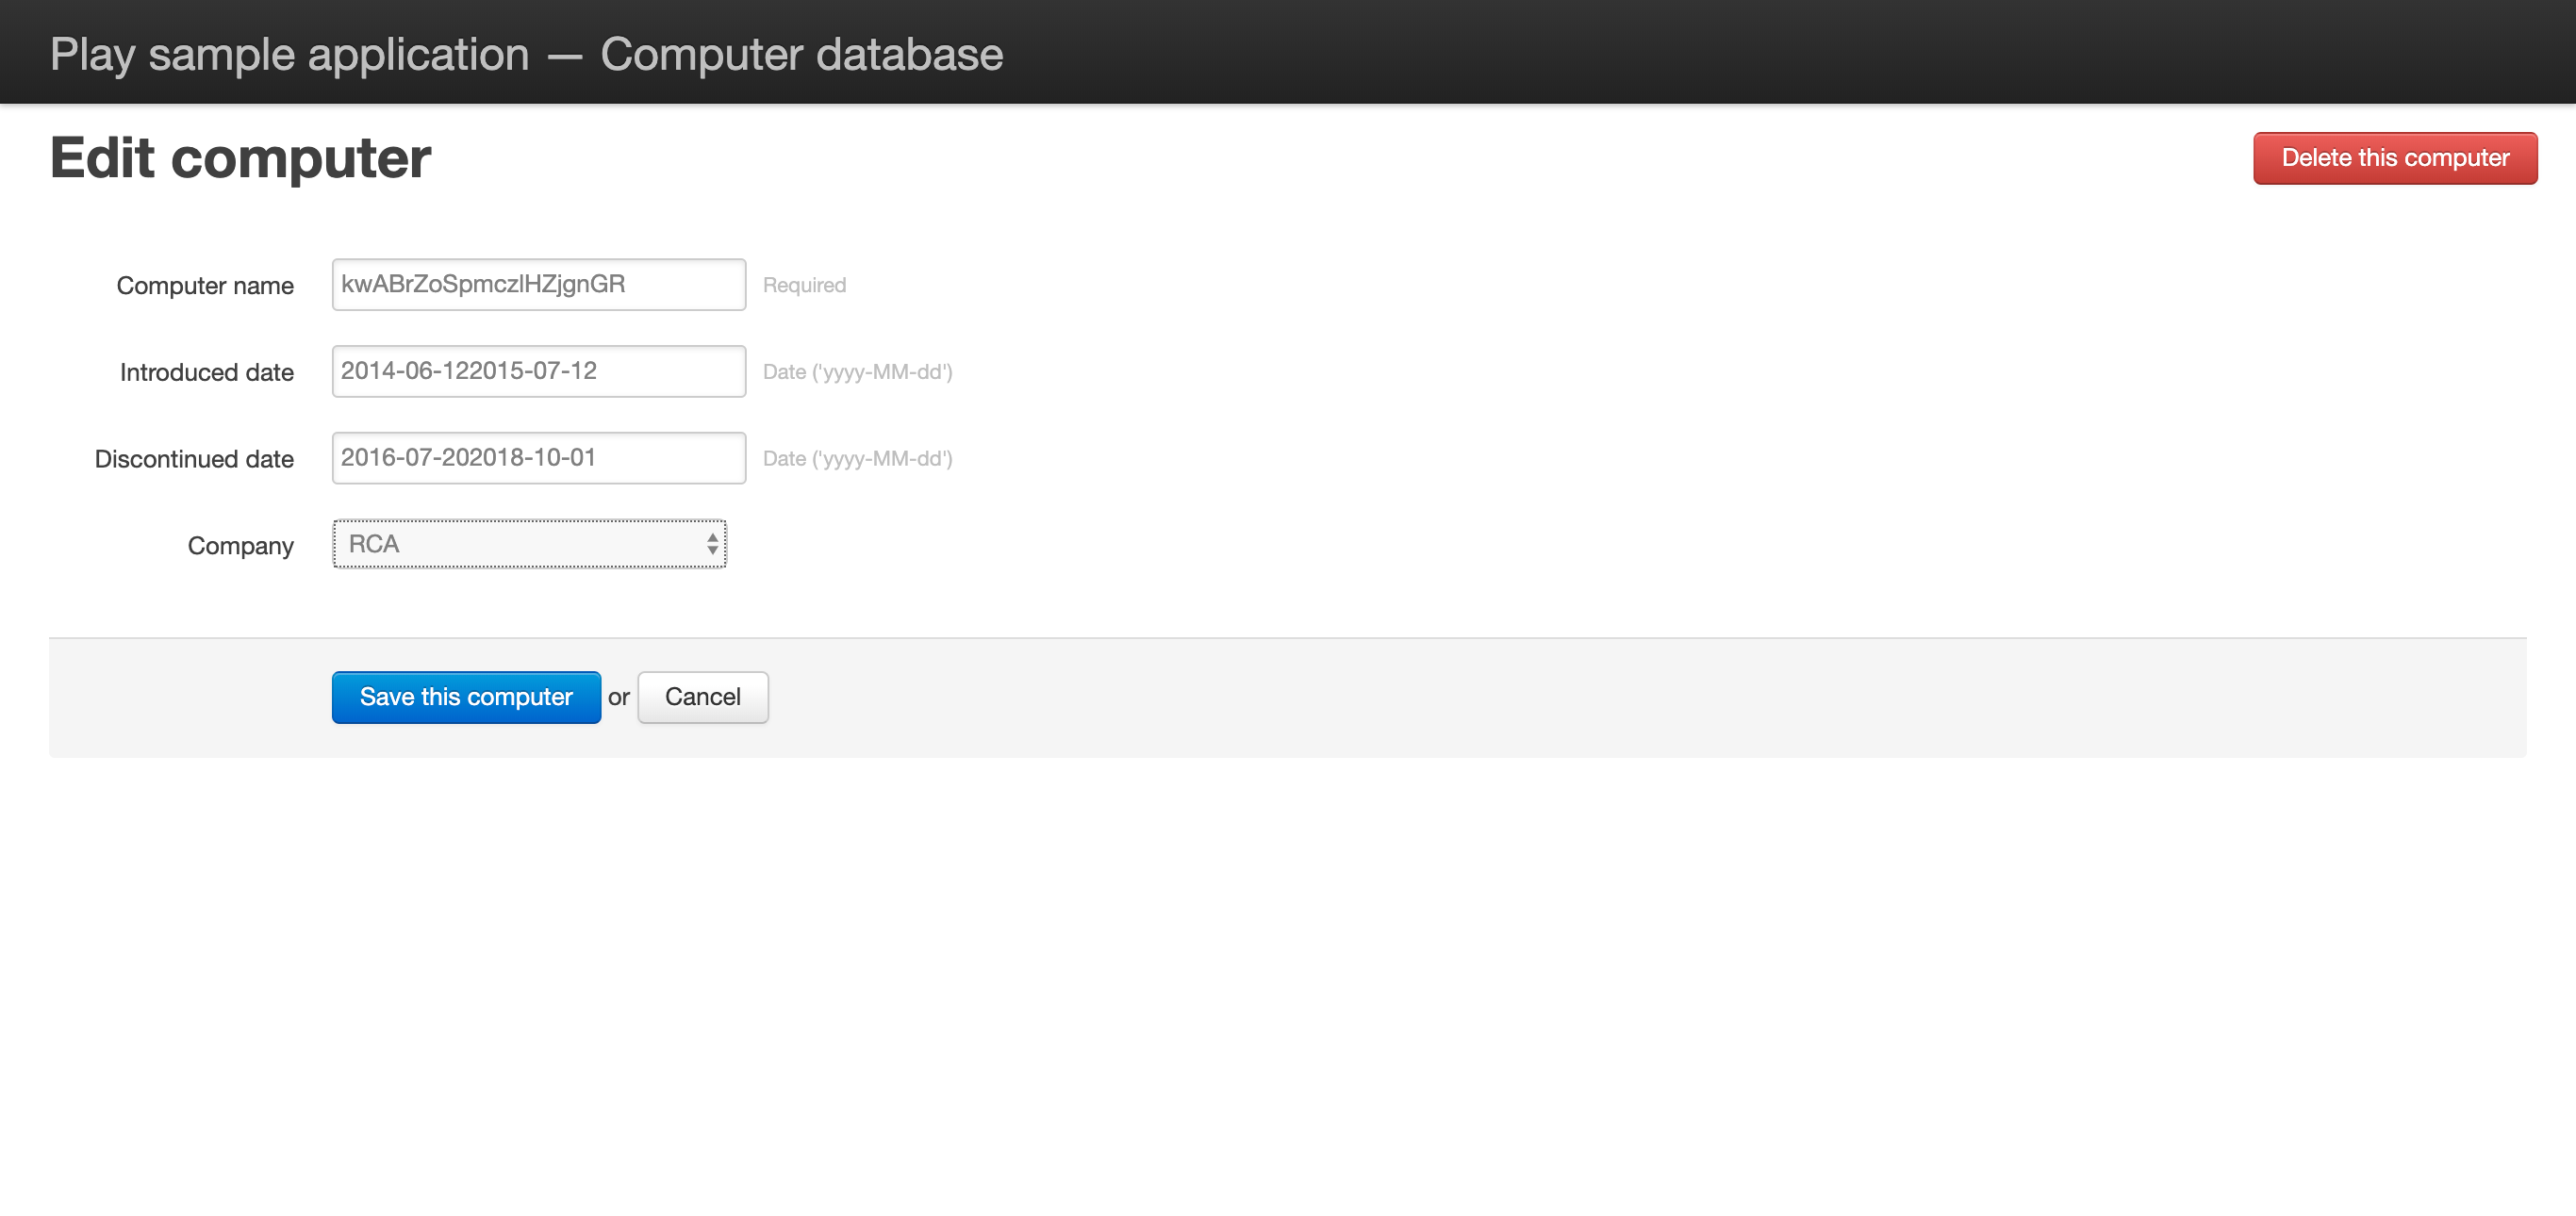 Play sample application — Computer database
Edit computer
Delete this computer
Computer name kwABrZoSpmczlHZjgnGR Required
Introduced date 2014-06-122015-07-12 Date ('yyyy-MM-dd')
Discontinued date 2016-07-202018-10-01 Date ('yyyy-MM-dd')
Company RCA
Save this computer or Cancel